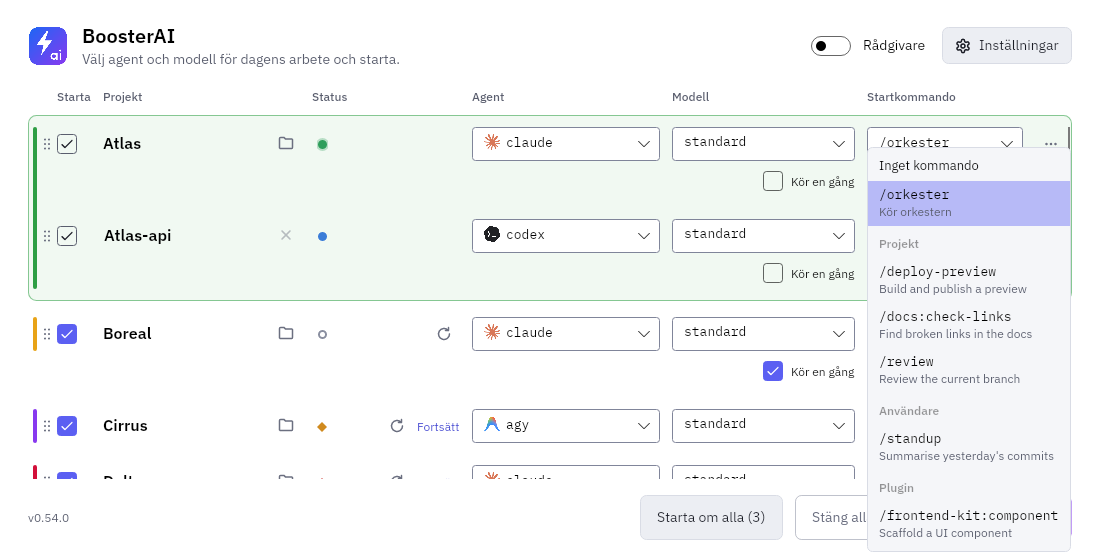 ai
BoosterAI
Välj agent och modell för dagens arbete och starta.
Rådgivare
Inställningar
Starta Projekt Status Agent Modell Startkommando
Atlas claude standard /orkester
Kör en gång
Atlas-api codex standard
Kör en gång
Boreal claude standard
Kör en gång
Cirrus Fortsätt agy standard
Inget kommando
/orkester
Kör orkestern
Projekt
/deploy-preview
Build and publish a preview
/docs:check-links
Find broken links in the docs
/review
Review the current branch
Användare
/standup
Summarise yesterday's commits
Plugin
/frontend-kit:component
Scaffold a UI component
v0.54.0
Starta om alla (3)
Stäng